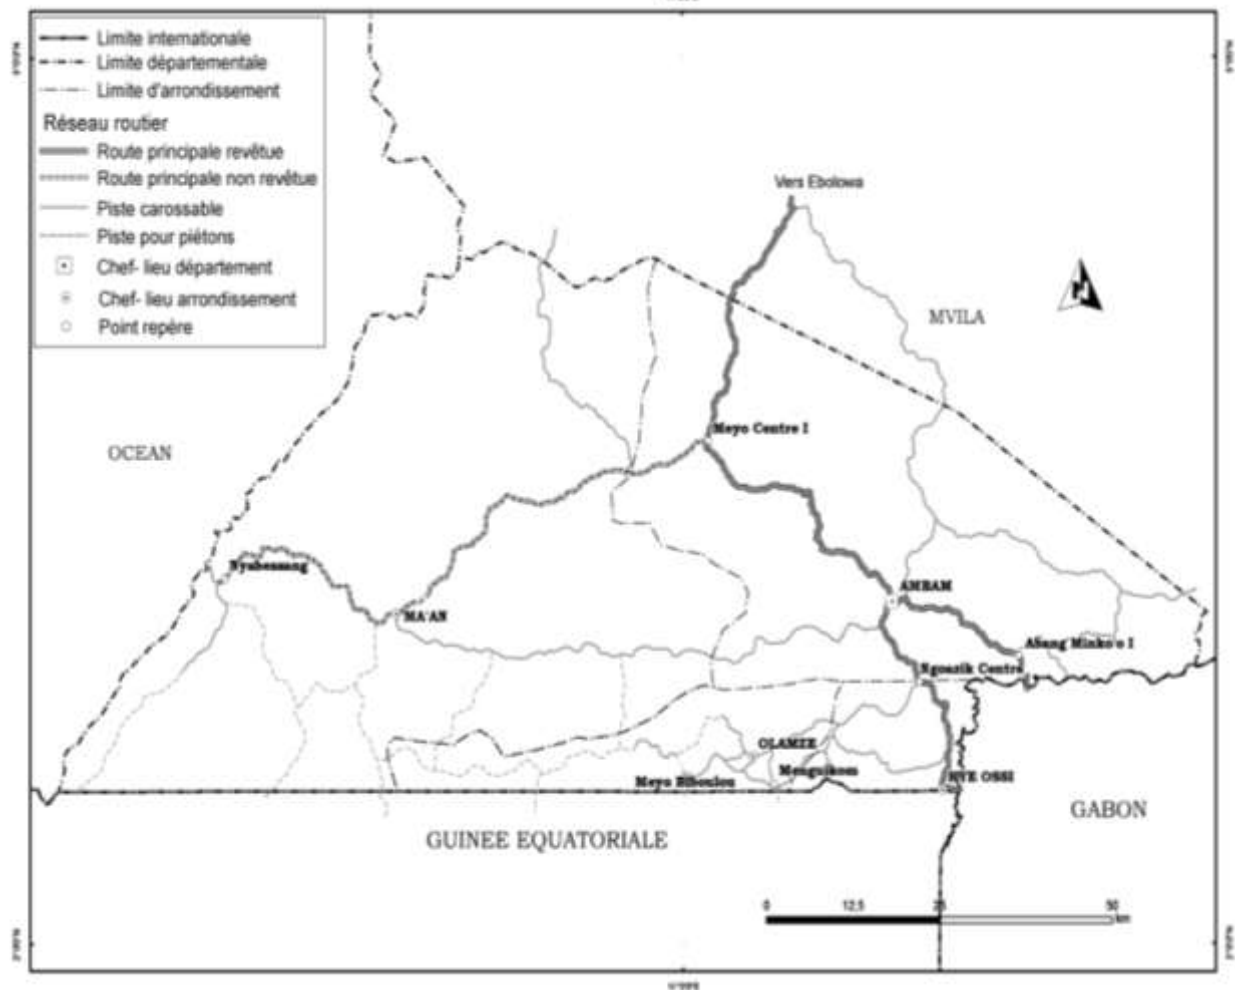 Limite internationale
Limite départementale
Limite d'arrondissement
Réseau routier
Route principale revêtue
Route principale non revêtue
Piste carossable
Piste pour piétons
Chef- lieu département
Chef- lieu arrondissement
Point repère
Vers Ebolowa
MVILA
OCEAN
Meyo Centre I
Nyabessang
MA'AN
AMBAM
Abang Minko'o I
Ngoazik Centre
OLAMZE
Menguikom
Meyo Biboulou
KYE OSSI
GABON
GUINEE EQUATORIALE
0 12,5 25 50
km